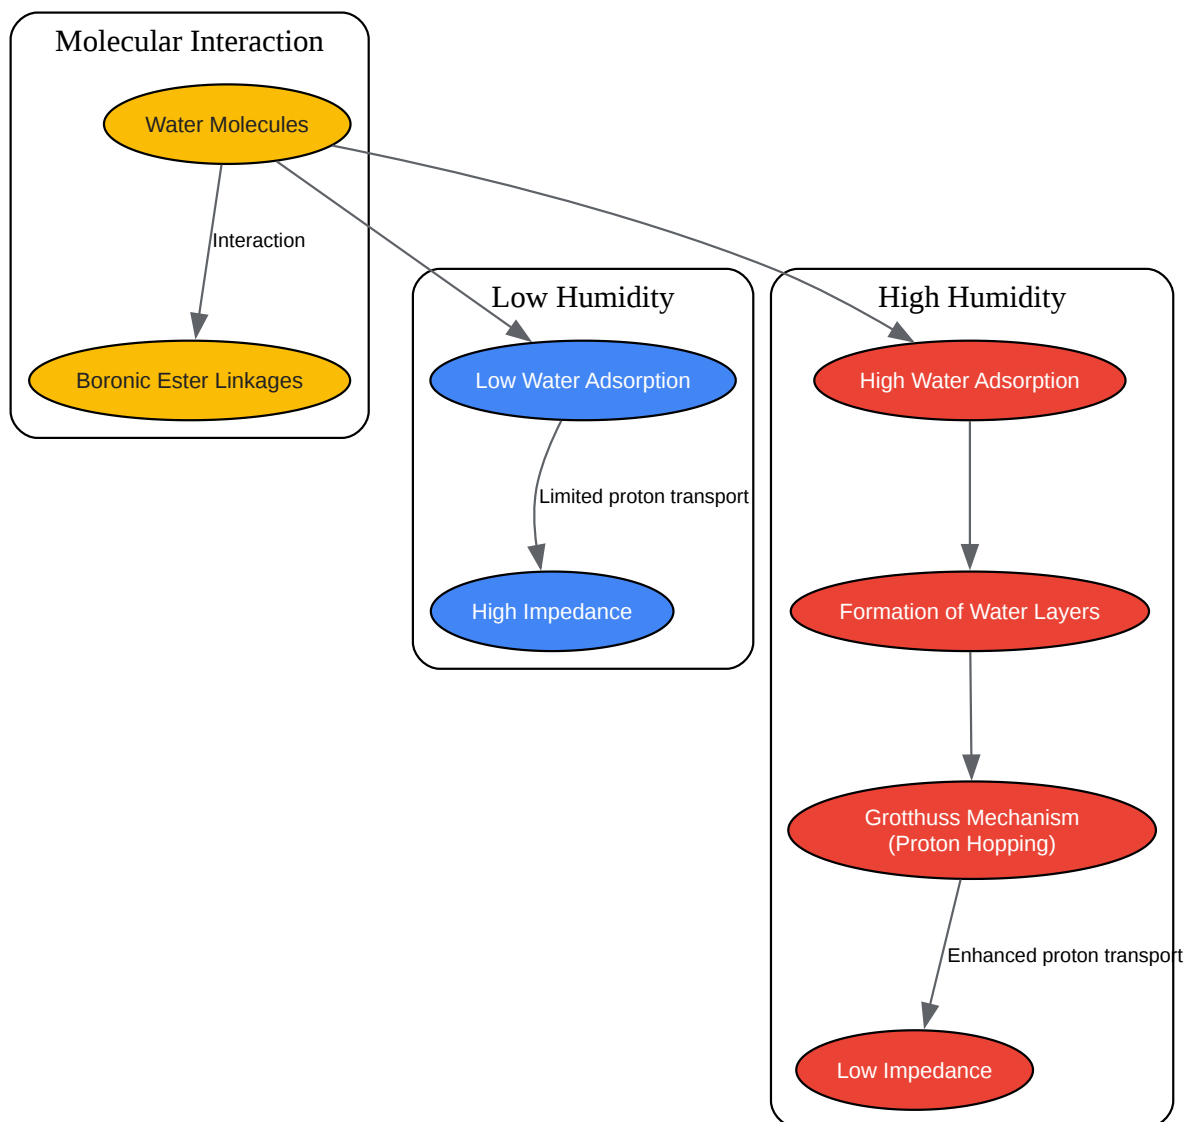 Molecular Interaction
Water Molecules
Interaction
Boronic Ester Linkages
Low Humidity
Low Water Adsorption
Limited proton transport
High Impedance
High Humidity
High Water Adsorption
Formation of Water Layers
Grotthuss Mechanism
(Proton Hopping)
Enhanced proton transport
Low Impedance